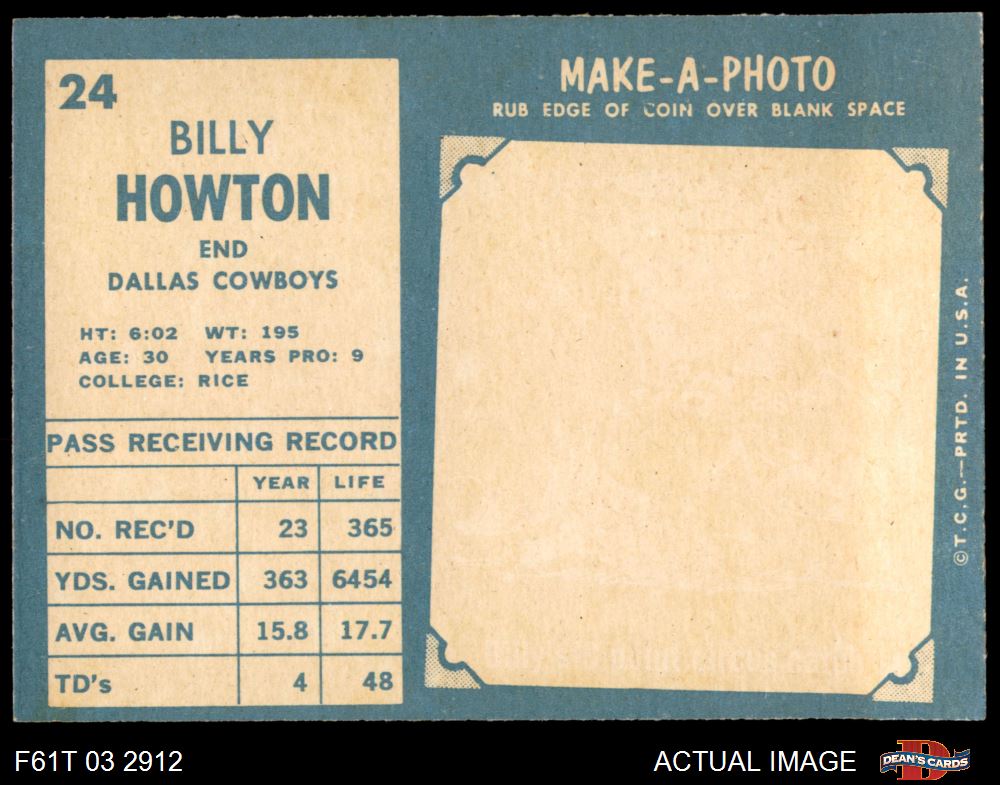 24
BILLY
HOWTON
END
DALLAS COWBOYS
HT: 6:02 WT: 195
AGE: 30 YEARS PRO: 9
COLLEGE: RICE
PASS RECEIVING RECORD
YEAR LIFE
NO. REC'D 23 365
YDS. GAINED 363 6454
AVG. GAIN 15.8 17.7
TD's 4 48
MAKE-A-PHOTO
RUB EDGE OF COIN OVER BLANK SPACE
©T.C.G.—PRTD. IN U.S.A.
F61T 03 2912
ACTUAL IMAGE
DEAN'S CARDS